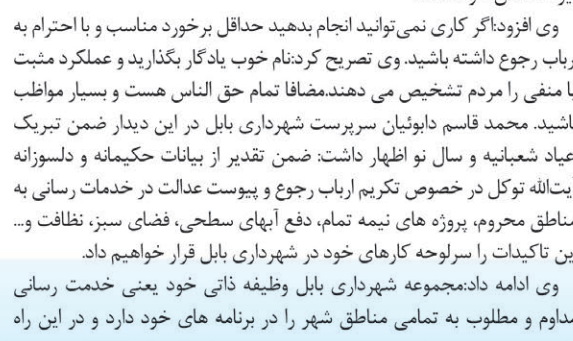 وی افزود:اگر کاری نمی‌توانید انجام بدهید حداقل برخورد مناسب و با احترام به
ارباب رجوع داشته باشید. وی تصریح کرد:نام خوب یادگار بگذارید و عملکرد مثبت
یا منفی را مردم تشخیص می دهند.مضافا تمام حق الناس هست و بسیار مواظب
باشید. محمد قاسم دابوئیان سرپرست شهرداری بابل در این دیدار ضمن تبریک
اعیاد شعبانیه و سال نو اظهار داشت: ضمن تقدیر از بیانات حکیمانه و دلسوزانه
آیت‌الله توکل در خصوص تکریم ارباب رجوع و پیوست عدالت در خدمات رسانی به
مناطق محروم، پروژه های نیمه تمام، دفع آبهای سطحی، فضای سبز، نظافت و...
این تاکیدات را سرلوحه کارهای خود در شهرداری بابل قرار خواهیم داد.
وی ادامه داد:مجموعه شهرداری بابل وظیفه ذاتی خود یعنی خدمت رسانی
مداوم و مطلوب به تمامی مناطق شهر را در برنامه های خود دارد و در این راه